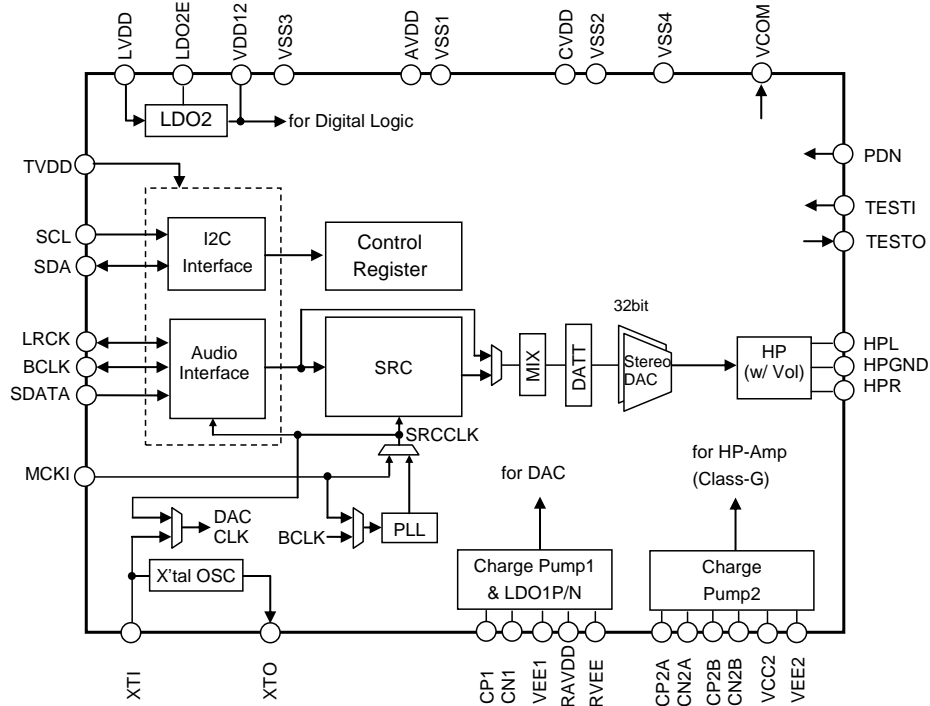 LVDD
LDO2E
VDD12
VSS3
AVDD
VSS1
CVDD
VSS2
VSS4
VCOM
LDO2
for Digital Logic
TVDD
PDN
TESTI
TESTO
SCL
SDA
I2C
Interface
Control
Register
LRCK
BCLK
SDATA
Audio
Interface
SRC
MIX
DATT
32bit
Stereo
DAC
HP
(w/ Vol)
HPL
HPGND
HPR
SRCCLK
MCKI
for DAC
for HP-Amp
(Class-G)
DAC
CLK
BCLK
PLL
X'tal OSC
Charge Pump1
& LDO1P/N
Charge
Pump2
XTI
XTO
CP1
CN1
VEE1
RAVDD
RVEE
CP2A
CN2A
CP2B
CN2B
VCC2
VEE2